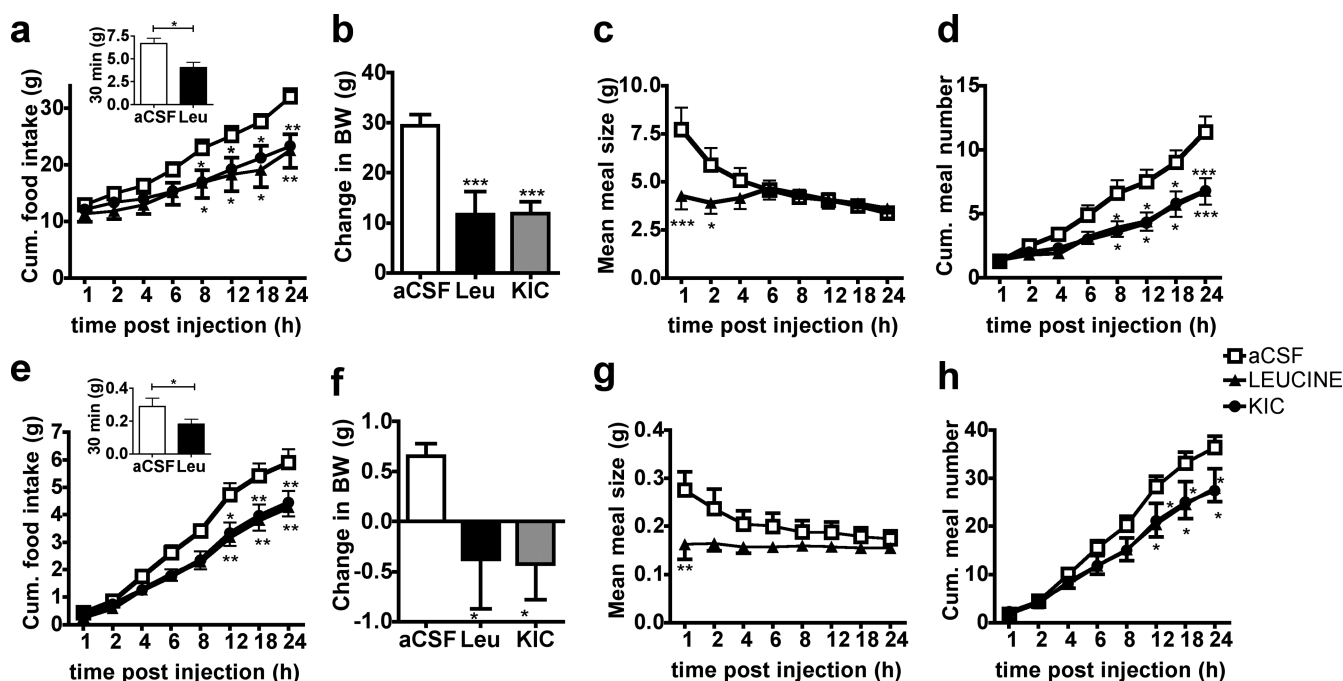 a
7.5
5.0
2.5
0.0
30 min (g)
*
aCSF Leu
Cum. food intake (g)
30
20
10
0
* * * **
* * * **
1 2 4 6 8 12 18 24
time post injection (h)
b
Change in BW (g)
40
30
20
10
0
*** ***
aCSF Leu KIC
c
Mean meal size (g)
10.0
7.5
5.0
2.5
0.0
*** *
1 2 4 6 8 12 18 24
time post injection (h)
d
Cum. meal number
15
10
5
0
* * * ***
* * * ***
1 2 4 6 8 12 18 24
time post injection (h)
aCSF
LEUCINE
KIC
e
0.4
0.2
0.0
30 min (g)
*
aCSF Leu
Cum. food intake (g)
7
6
5
4
3
2
1
0
* ** **
** ** **
1 2 4 6 8 12 18 24
time post injection (h)
f
Change in BW (g)
1.0
0.5
0.0
-0.5
-1.0
* *
aCSF Leu KIC
g
Mean meal size (g)
0.4
0.3
0.2
0.1
0.0
**
1 2 4 6 8 12 18 24
time post injection (h)
h
Cum. meal number
40
30
20
10
0
* * *
* * *
1 2 4 6 8 12 18 24
time post injection (h)